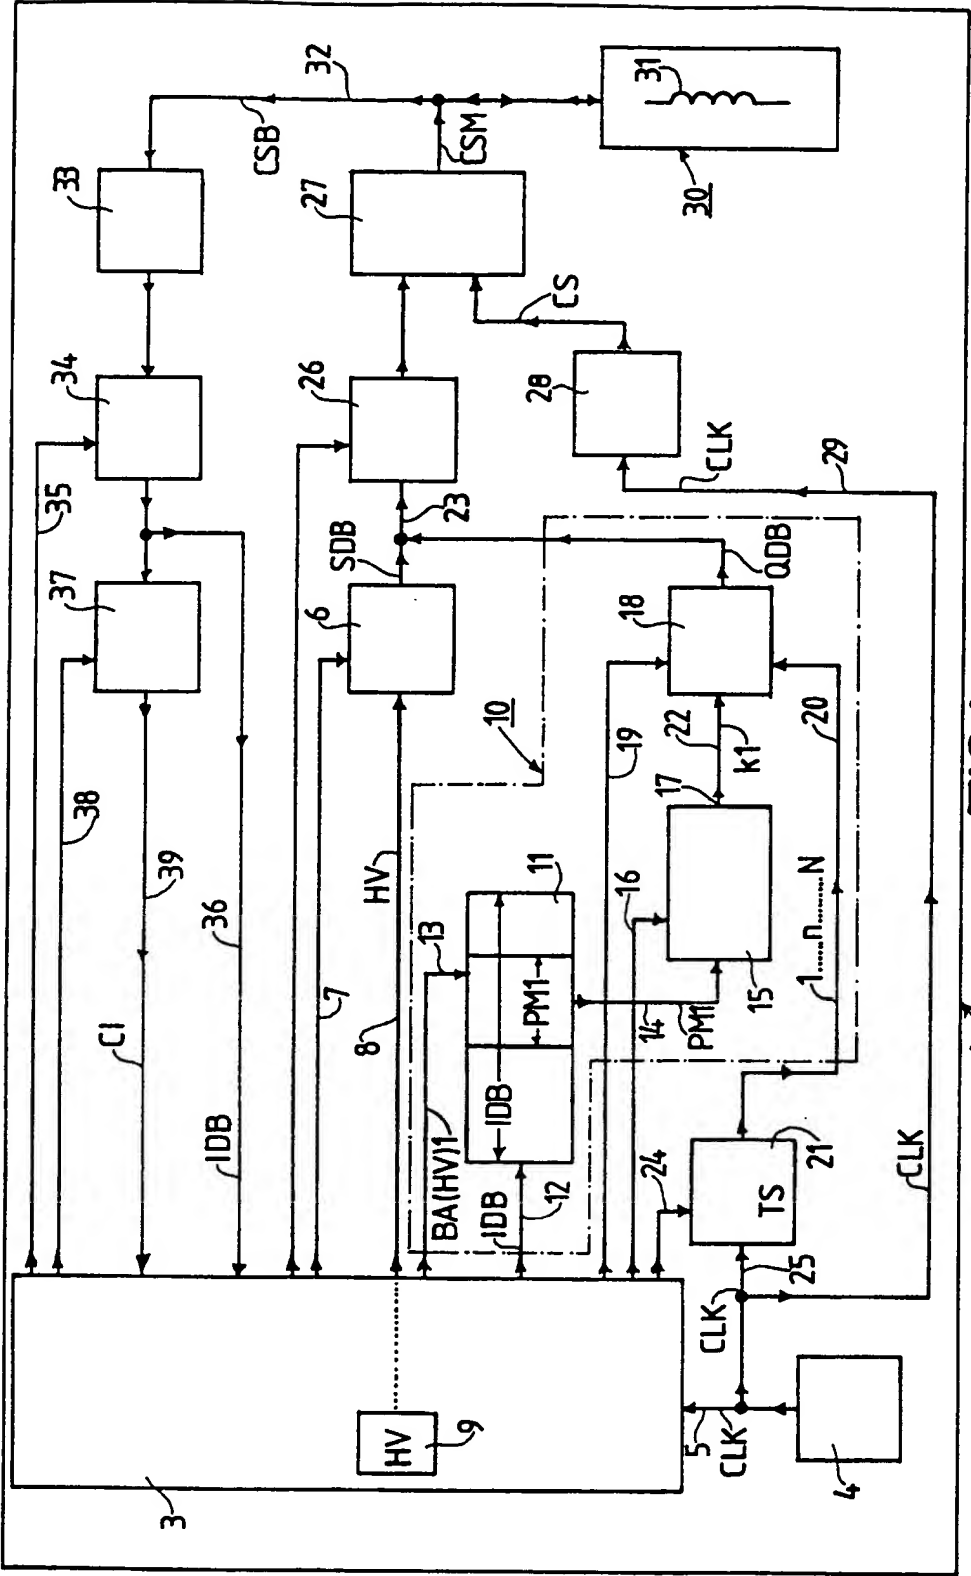 35
38
39
CI
36
IDB
34
37
33
CSB
32
CSM
27
26
23
SDB
6
7
HV
8
13
BA(HV)1
11
IDB
PM1
IDB
12
14
PM1
10
16
15
17
22
k1
18
19
QDB
20
1......n..........N
24
TS
21
25
CLK
CLK
CLK
29
28
CS
30
31
HV
9
3
5
CLK
4